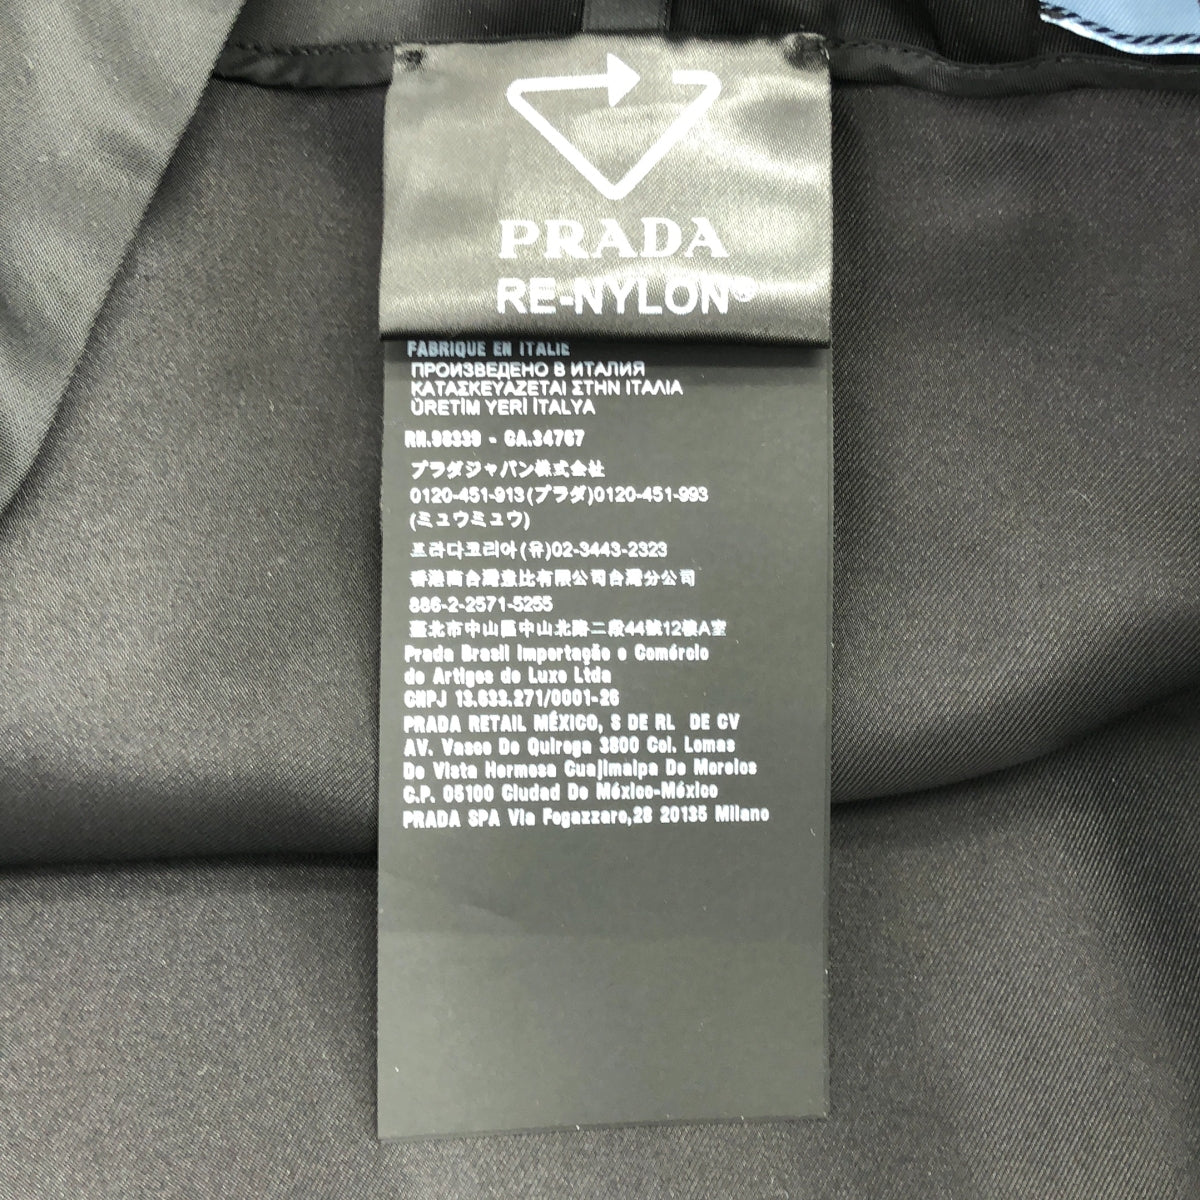 PRADA
RE-NYLON®
FABRIQUE EN ITALIE
ПРОИЗВЕДЕНО В ИТАЛИЯ
ΚΑΤΑΣΚΕΥΑΖΕΤΑΙ ΣΤΗΝ ΙΤΑΛΙΑ
ÜRETİM YERİ İTALYA
RN.98339 - CA.34767
プラダジャパン株式会社
0120-451-913(プラダ)0120-451-993
(ミュウミュウ)
프라다코리아(유)02-3443-2323
香港商台灣壹比有限公司台灣分公司
886-2-2571-5255
臺北市中山區中山北路二段44號12樓A室
Prada Brasil Importação e Comércio
de Artigos de Luxo Ltda
CNPJ 13.633.271/0001-26
PRADA RETAIL MÉXICO, S DE RL DE CV
AV. Vasco De Quiroga 3800 Col. Lomas
De Vista Hermosa Cuajimalpa De Morelos
C.P. 05100 Ciudad De México-México
PRADA SPA Via Fogazzaro,28 20135 Milano